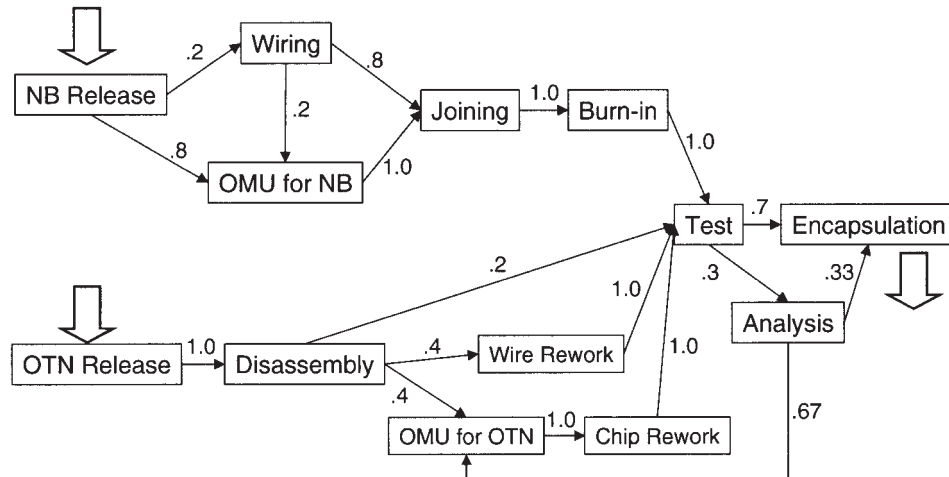 Wiring
.2
.8
NB Release
.2
Joining
1.0
Burn-in
.8
1.0
1.0
OMU for NB
Test
.7
Encapsulation
.2
.3
.33
1.0
Analysis
OTN Release
1.0
Disassembly
.4
Wire Rework
1.0
.4
.67
OMU for OTN
1.0
Chip Rework